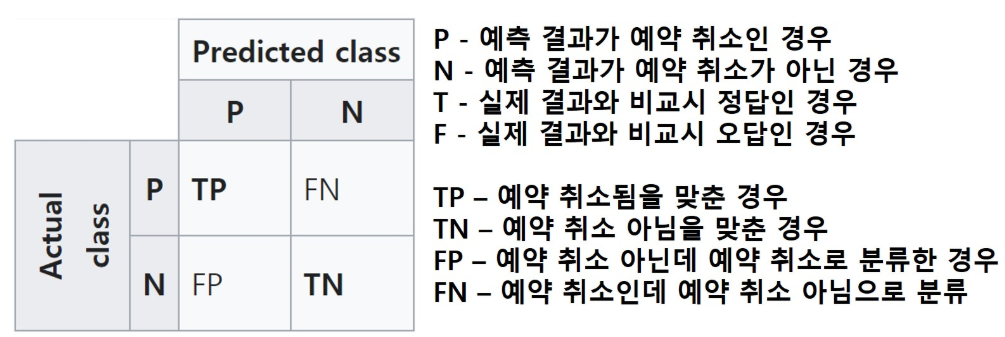 Predicted class
P N
Actual class
P TP FN
N FP TN
P - 예측 결과가 예약 취소인 경우
N - 예측 결과가 예약 취소가 아닌 경우
T - 실제 결과와 비교시 정답인 경우
F - 실제 결과와 비교시 오답인 경우
TP – 예약 취소됨을 맞춘 경우
TN – 예약 취소 아님을 맞춘 경우
FP – 예약 취소 아닌데 예약 취소로 분류한 경우
FN – 예약 취소인데 예약 취소 아님으로 분류